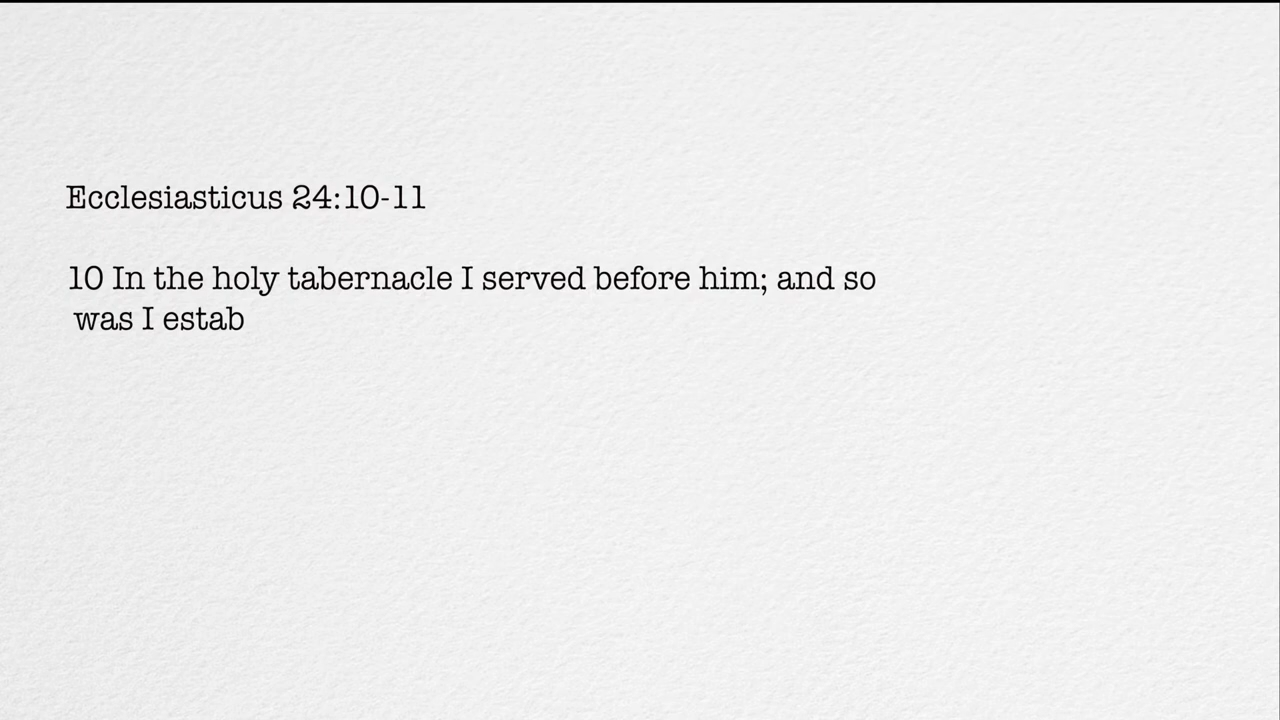 Ecclesiasticus 24:10-11
10 In the holy tabernacle I served before him; and so
was I estab